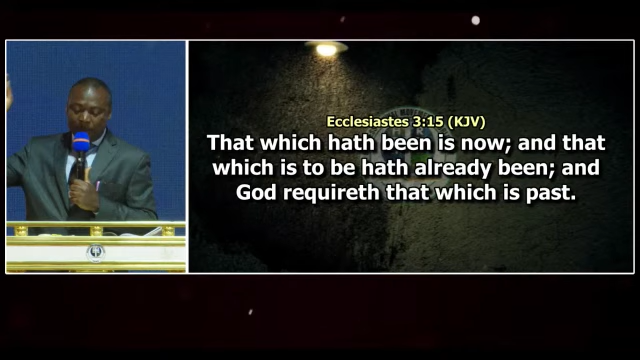 Ecclesiastes 3:15 (KJV)
That which hath been is now; and that
which is to be hath already been; and
God requireth that which is past.